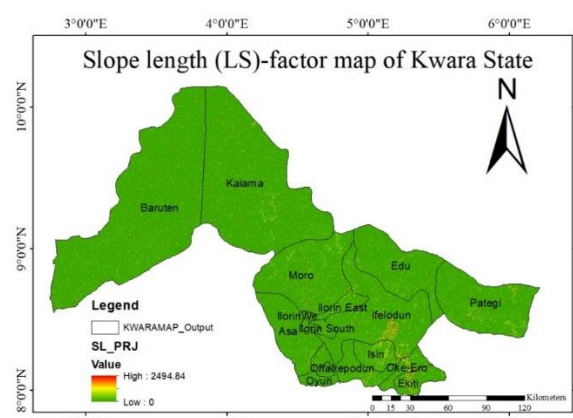 3°0'0"E 4°0'0"E 5°0'0"E 6°0'0"E
Slope length (LS)-factor map of Kwara State
N
10°0'0"N
9°0'0"N
8°0'0"N
Kaiama
Baruten
Edu
Moro
Pategi
Ilorin East
IlorinWe
Ifelodun
Asa
Ilorin South
Isin
Offa
Irepodun
Oke-Ero
Oyun
Ekiti
Legend
KWARAMAP_Output
SL_PRJ
Value
High : 2494.84
Low : 0
Kilometers
0 15 30 60 90 120